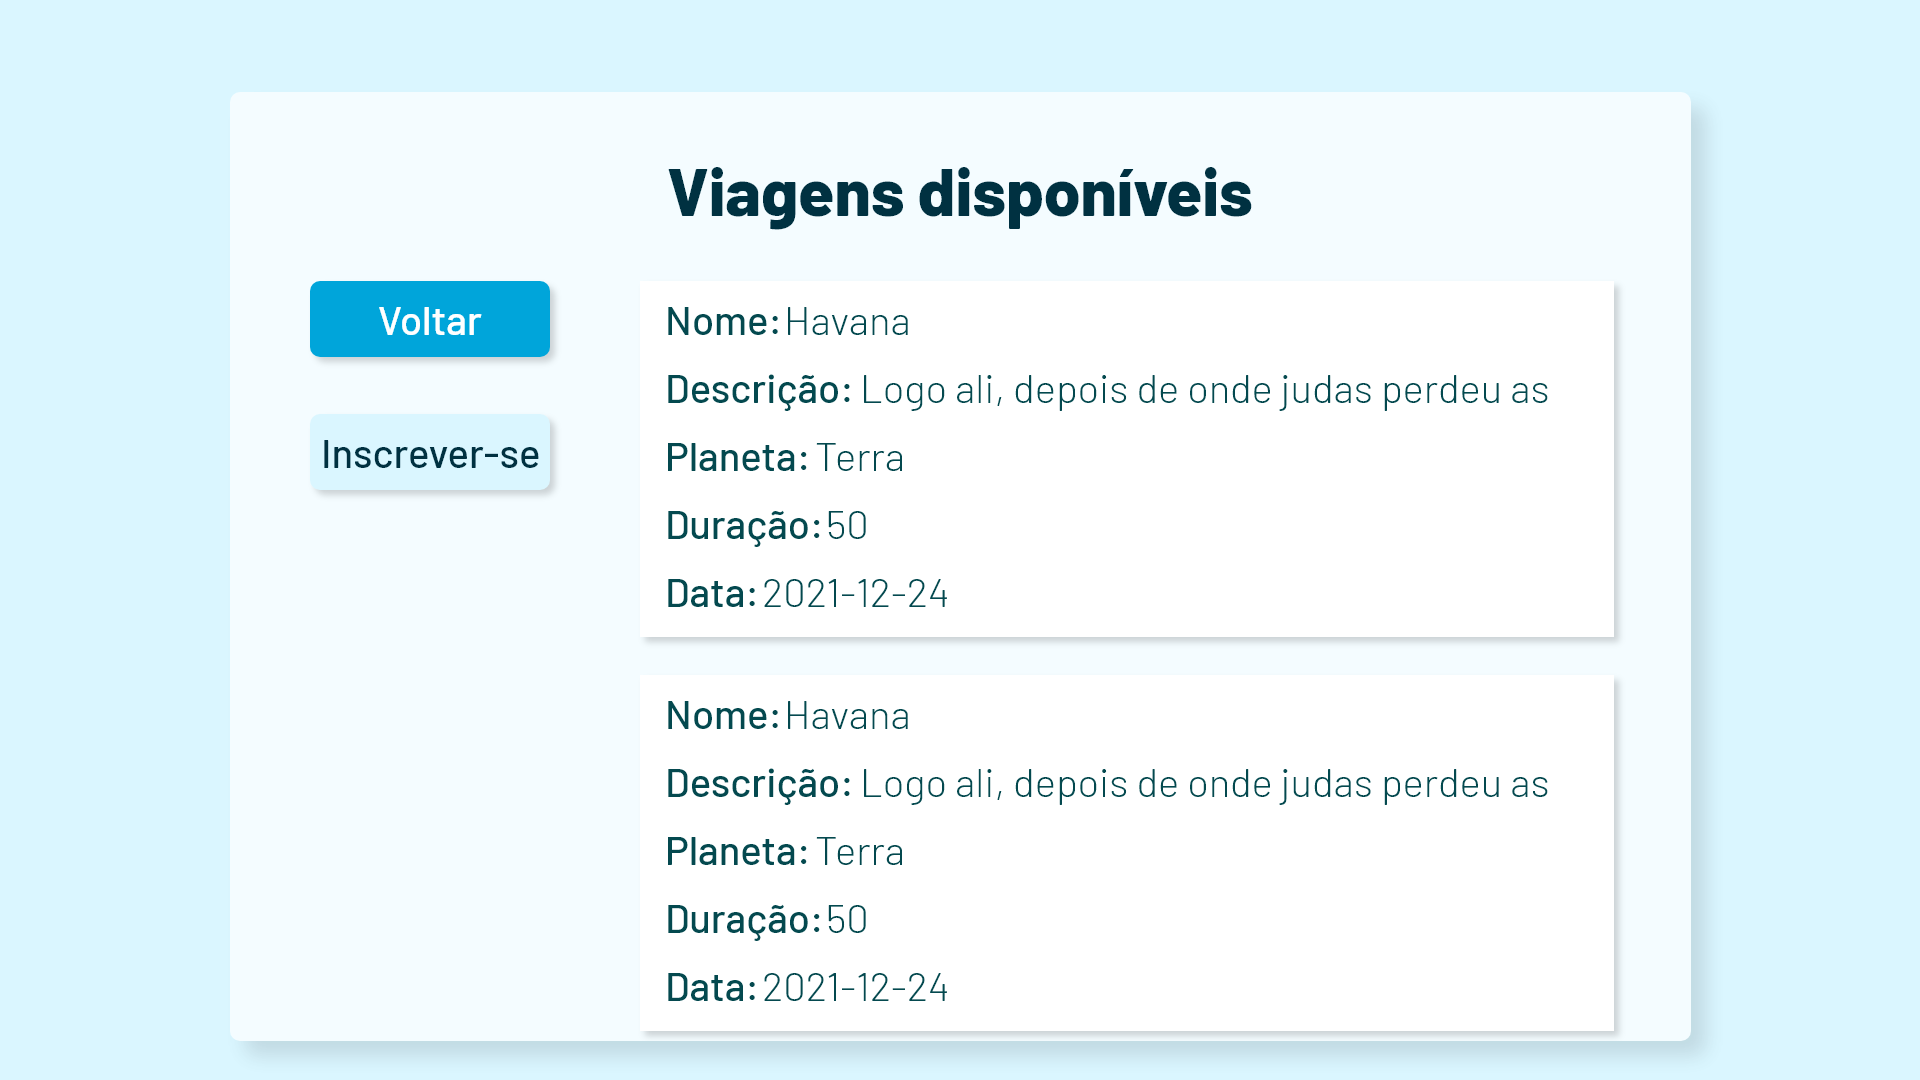 Viagens disponíveis
Voltar
Inscrever-se
Nome: Havana
Descrição: Logo ali, depois de onde judas perdeu as
Planeta: Terra
Duração: 50
Data: 2021-12-24
Nome: Havana
Descrição: Logo ali, depois de onde judas perdeu as
Planeta: Terra
Duração: 50
Data: 2021-12-24